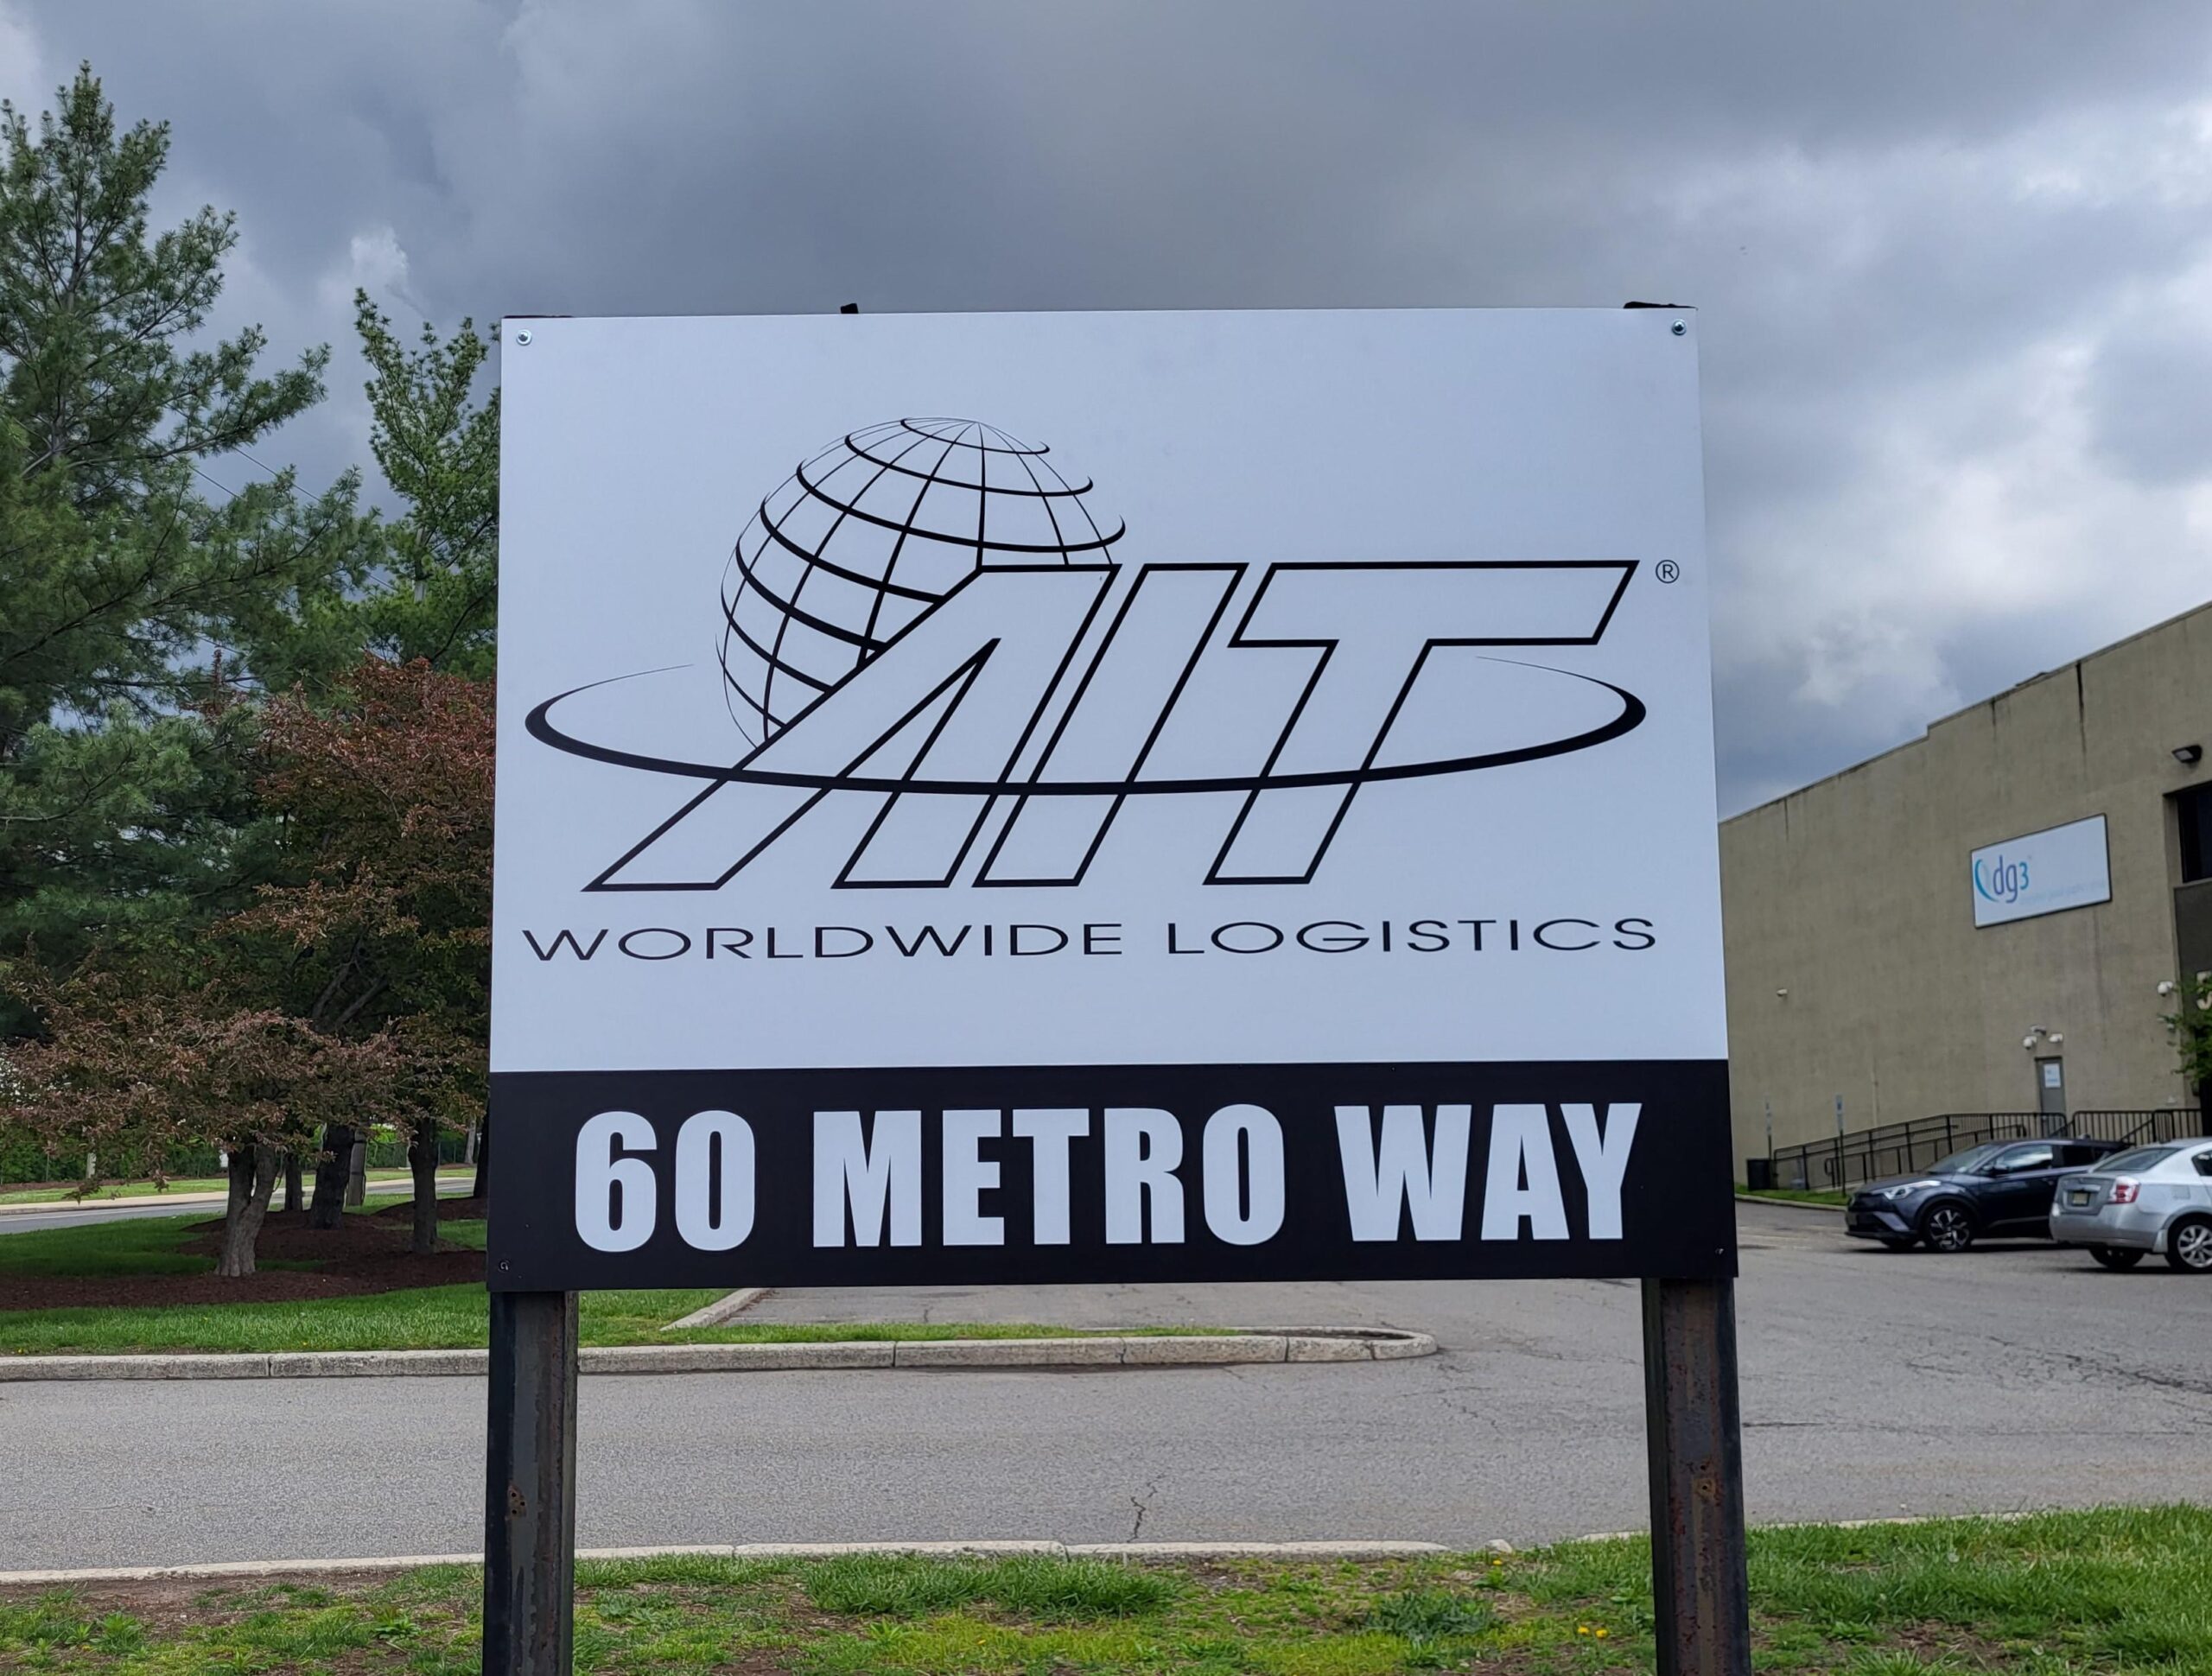 AIT®
WORLDWIDE LOGISTICS
60 METRO WAY
dg3